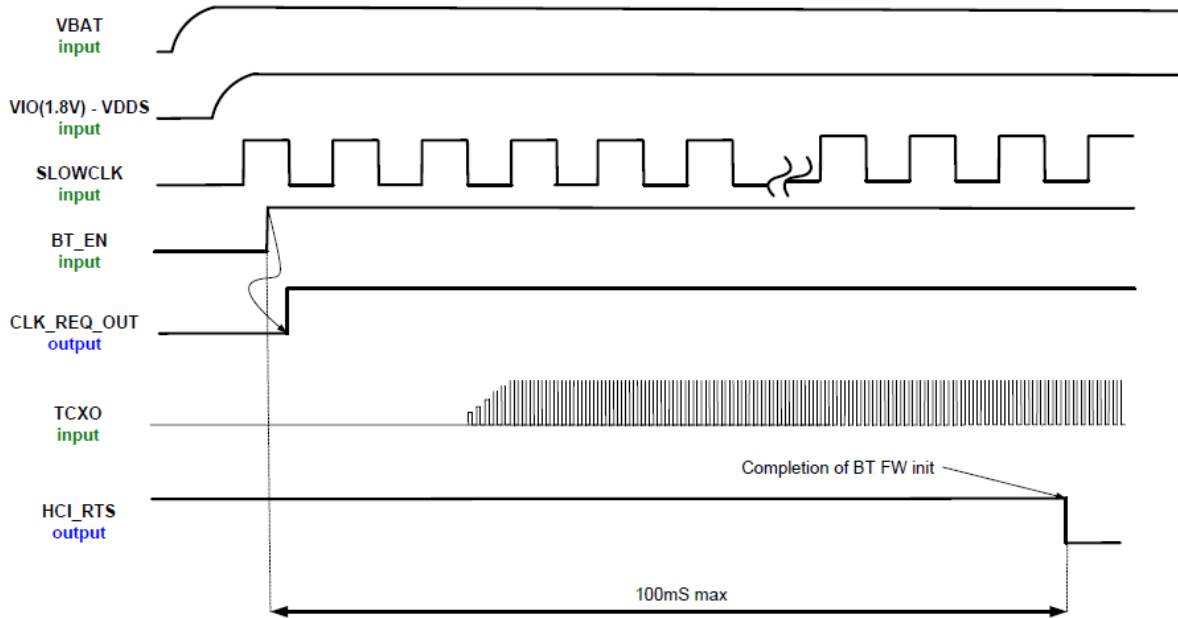 VBAT
input
VIO(1.8V) - VDDS
input
SLOWCLK
input
BT_EN
input
CLK_REQ_OUT
output
TCXO
input
Completion of BT FW init
HCI_RTS
output
100mS max